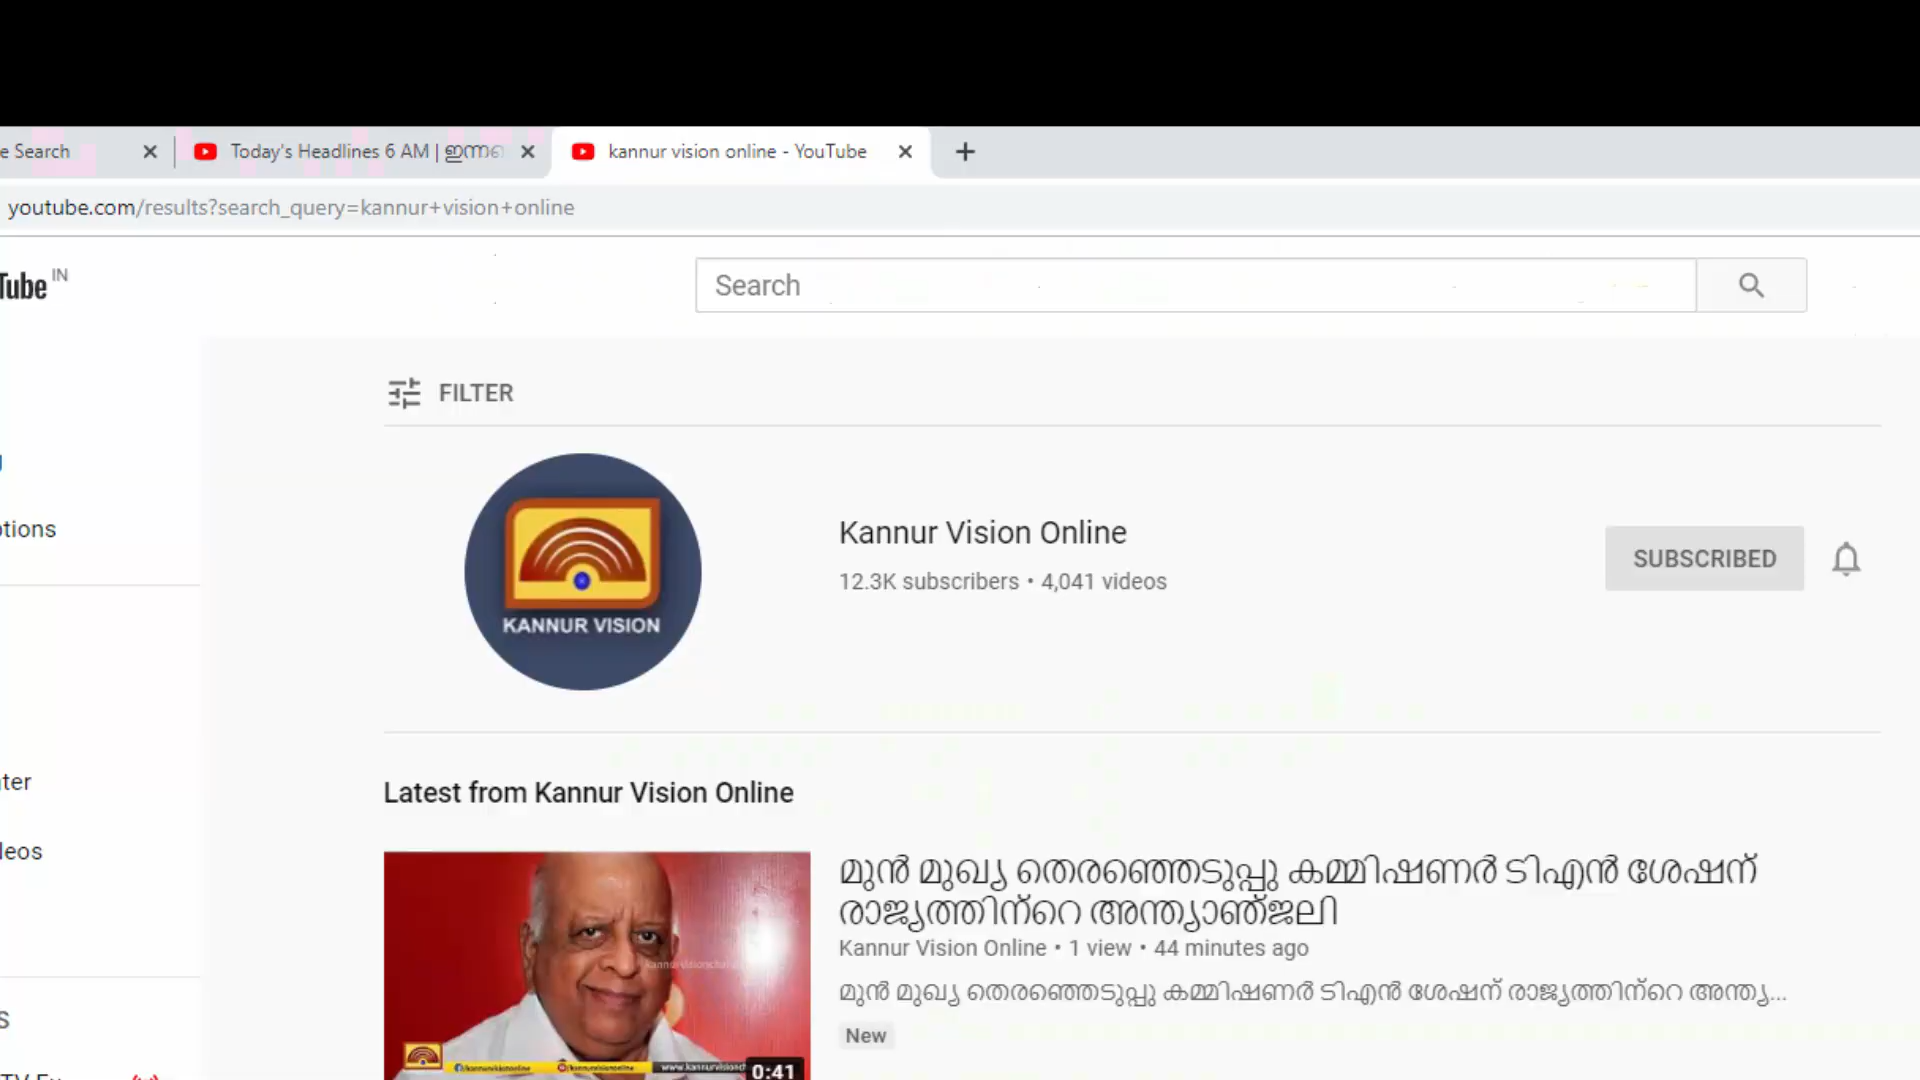 e Search
Today's Headlines 6 AM | ഇന്നത്
kannur vision online - YouTube
youtube.com/results?search_query=kannur+vision+online
Tube IN
Search
FILTER
KANNUR VISION
Kannur Vision Online
12.3K subscribers • 4,041 videos
SUBSCRIBED
otions
Latest from Kannur Vision Online
ter
leos
മുൻ മുഖ്യ തെരഞ്ഞെടുപ്പു കമ്മിഷണർ ടിഎൻ ശേഷന്
രാജ്യത്തിന്റെ അന്ത്യാഞ്ജലി
Kannur Vision Online • 1 view • 44 minutes ago
മുൻ മുഖ്യ തെരഞ്ഞെടുപ്പു കമ്മിഷണർ ടിഎൻ ശേഷന് രാജ്യത്തിന്റെ അന്ത്യ...
New
0:41
S